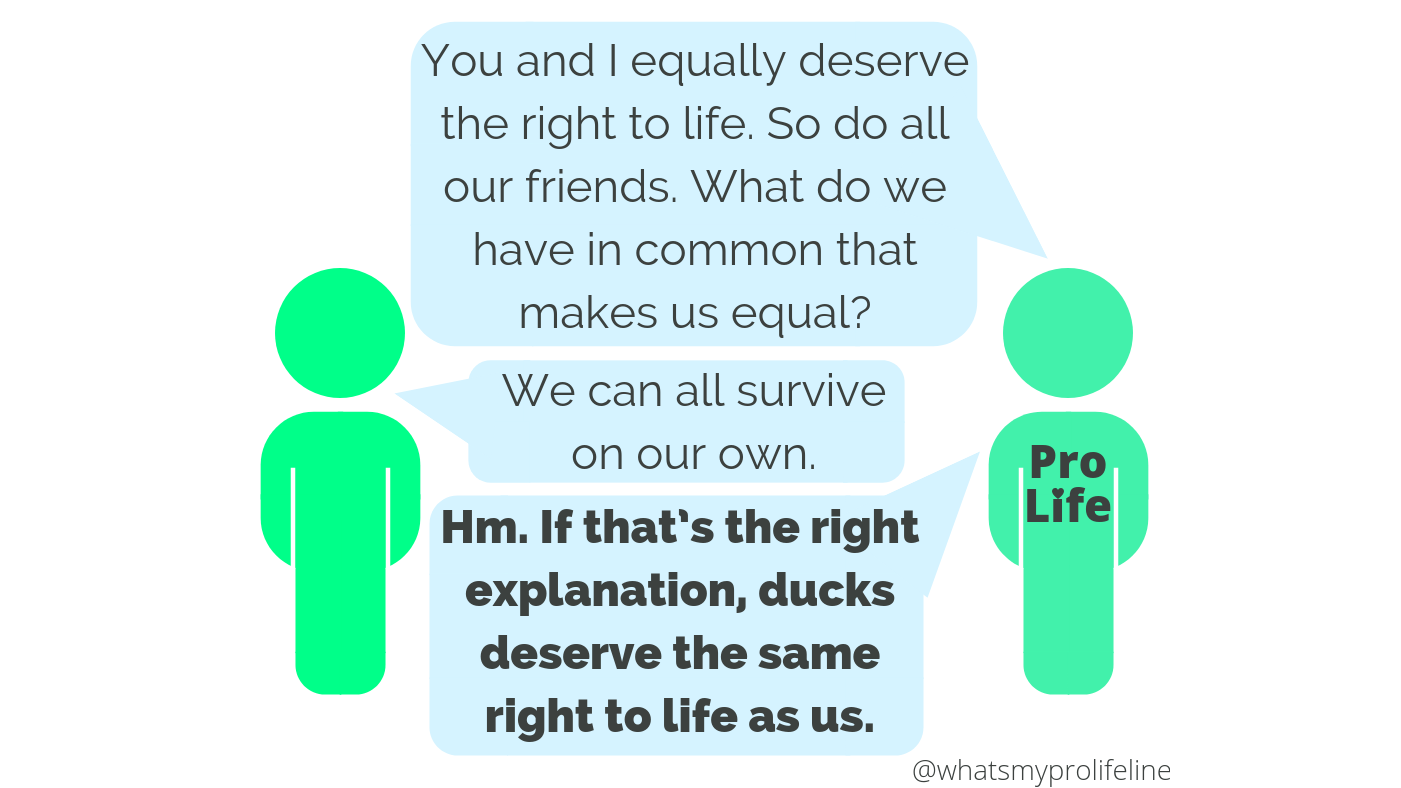 You and I equally deserve
the right to life. So do all
our friends. What do we
have in common that
makes us equal?
We can all survive
on our own.
Pro
Life
Hm. If that's the right
explanation, ducks
deserve the same
right to life as us.
@whatsmyprolifeline